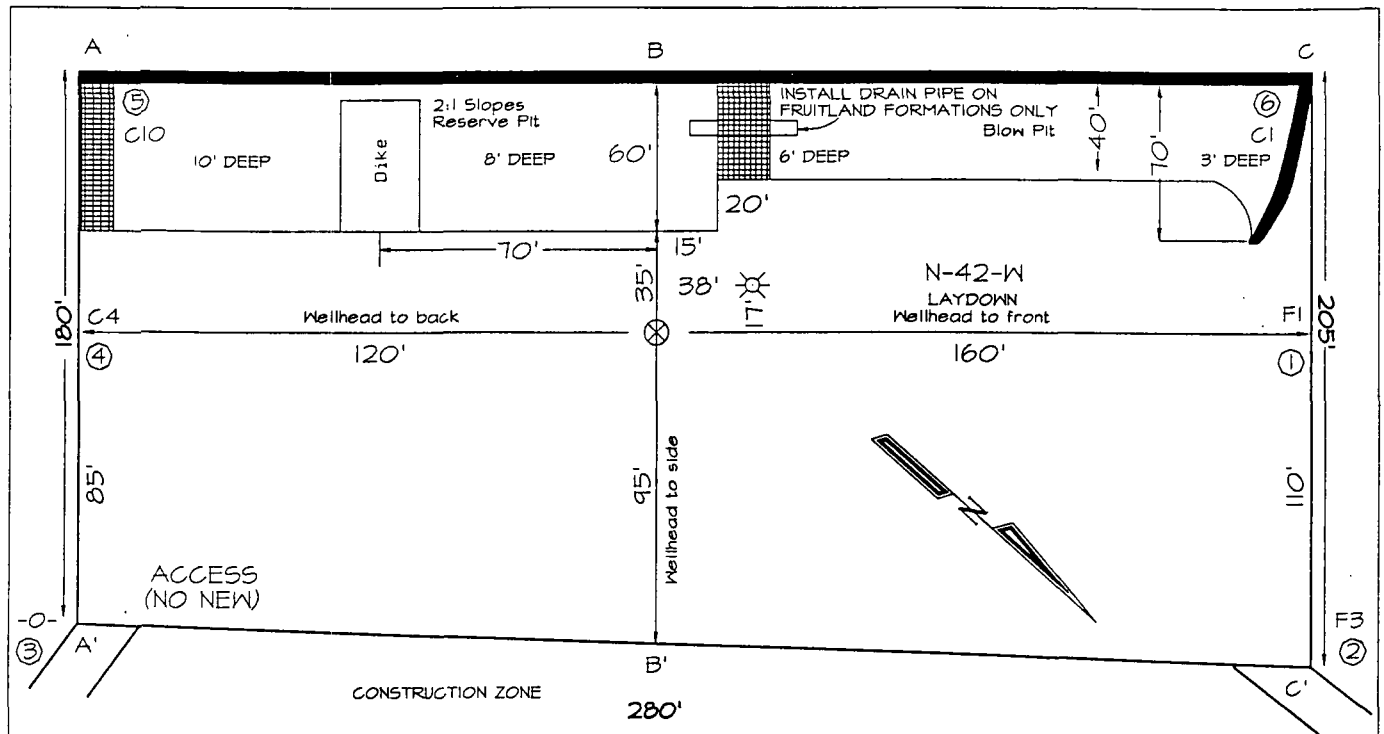 A
B
C
5
C10
2:1 Slopes
Reserve Pit
INSTALL DRAIN PIPE ON
FRUITLAND FORMATIONS ONLY
Blow Pit
6
C1
10' DEEP
Dike
8' DEEP
60'
6' DEEP
40'
70'
3' DEEP
20'
70'
15'
35'
38'
17'
N-42-W
LAYDOWN
180'
C4
Wellhead to back
Wellhead to front
F1
205'
4
120'
160'
1
85'
95'
Wellhead to side
N
110'
ACCESS
(NO NEW)
-0-
3
A'
B'
F3
2
C'
CONSTRUCTION ZONE
280'